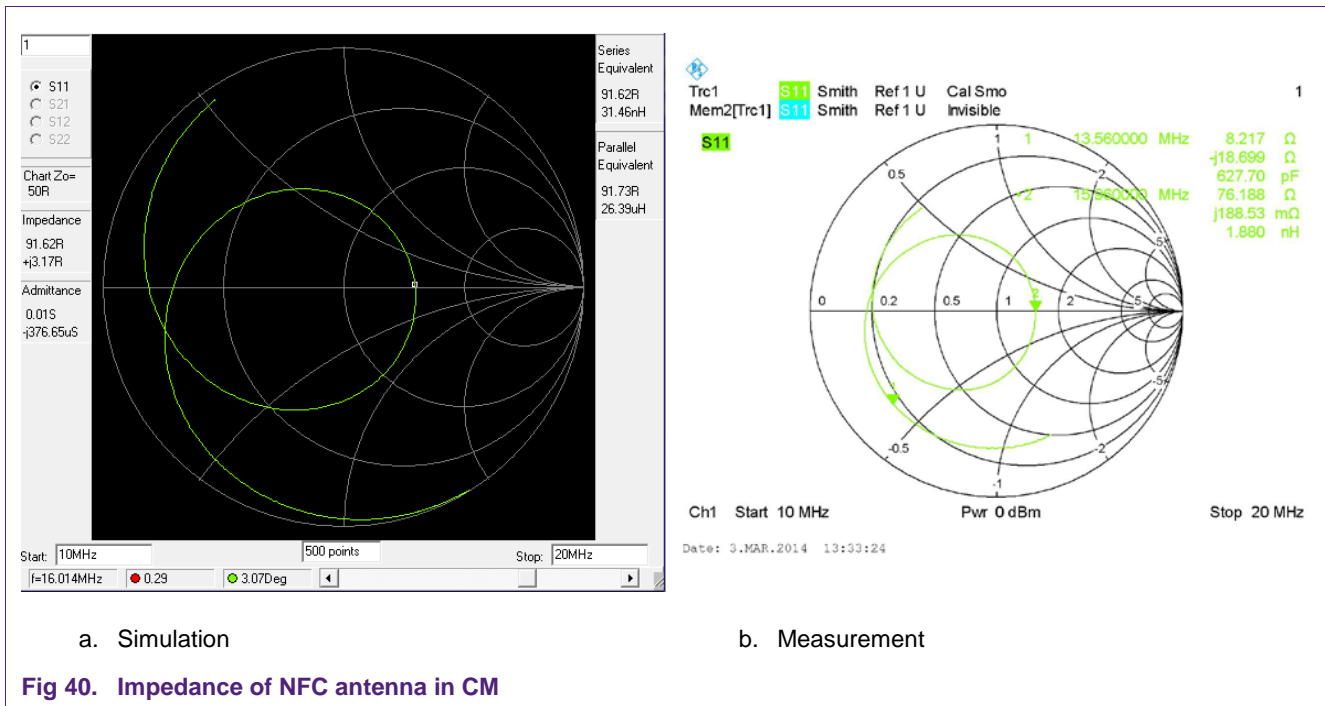 1
S11
S21
S12
S22
Chart Zo=
50R
Impedance
91.62R
+j3.17R
Admittance
0.01S
-j376.65uS
Series
Equivalent
91.62R
31.46nH
Parallel
Equivalent
91.73R
26.39uH
Start: 10MHz
500 points
Stop: 20MHz
f=16.014MHz
0.29
3.07Deg
Trc1 S11 Smith Ref 1 U Cal Smo
1
Mem2[Trc1] S11 Smith Ref 1 U Invisible
S11
1 13.560000 MHz 8.217 Ω
-j18.699 Ω
627.70 pF
2 15.960000 MHz 76.188 Ω
j188.53 mΩ
1.880 nH
1
0.5
2
5
0 0.2 0.5 1 2 5
2
1
-5
-0.5
-2
-1
Ch1 Start 10 MHz Pwr 0 dBm Stop 20 MHz
Date: 3.MAR.2014 13:33:24
a. Simulation
b. Measurement
Fig 40. Impedance of NFC antenna in CM